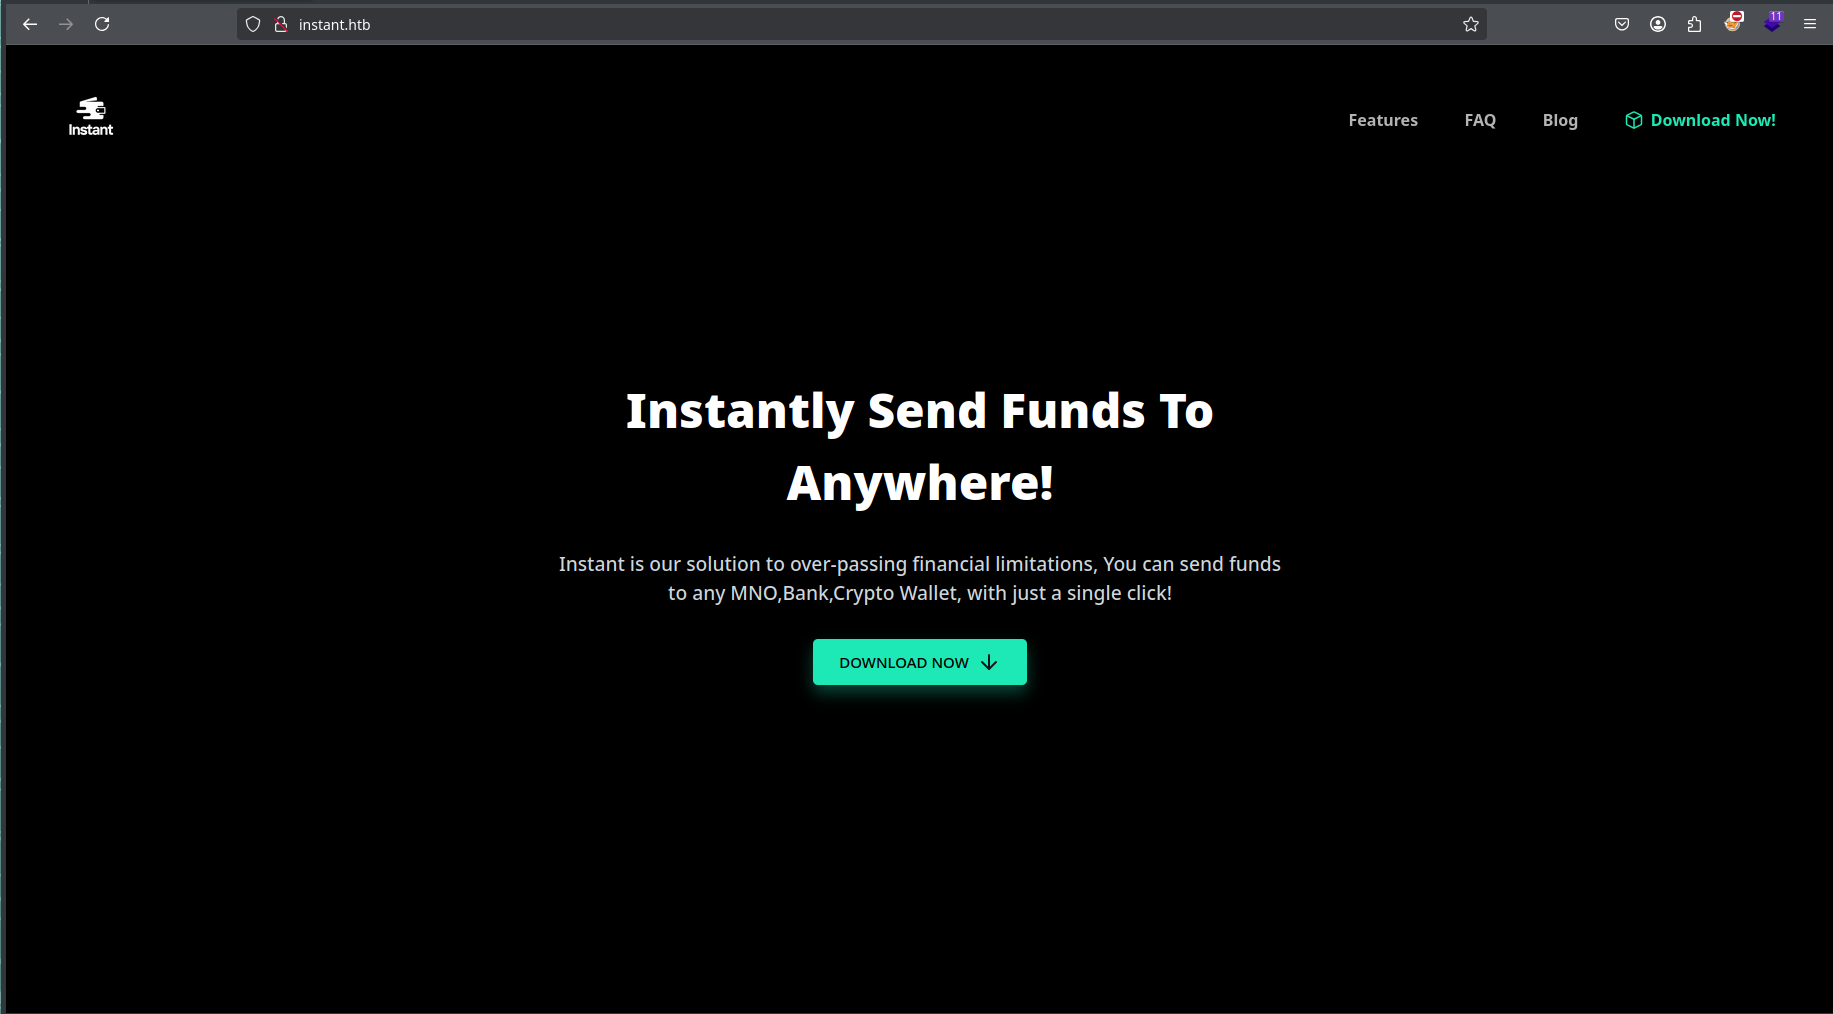 instant.htb
11
Instant
Features FAQ Blog Download Now!
Instantly Send Funds To
Anywhere!
Instant is our solution to over-passing financial limitations, You can send funds
to any MNO,Bank,Crypto Wallet, with just a single click!
DOWNLOAD NOW